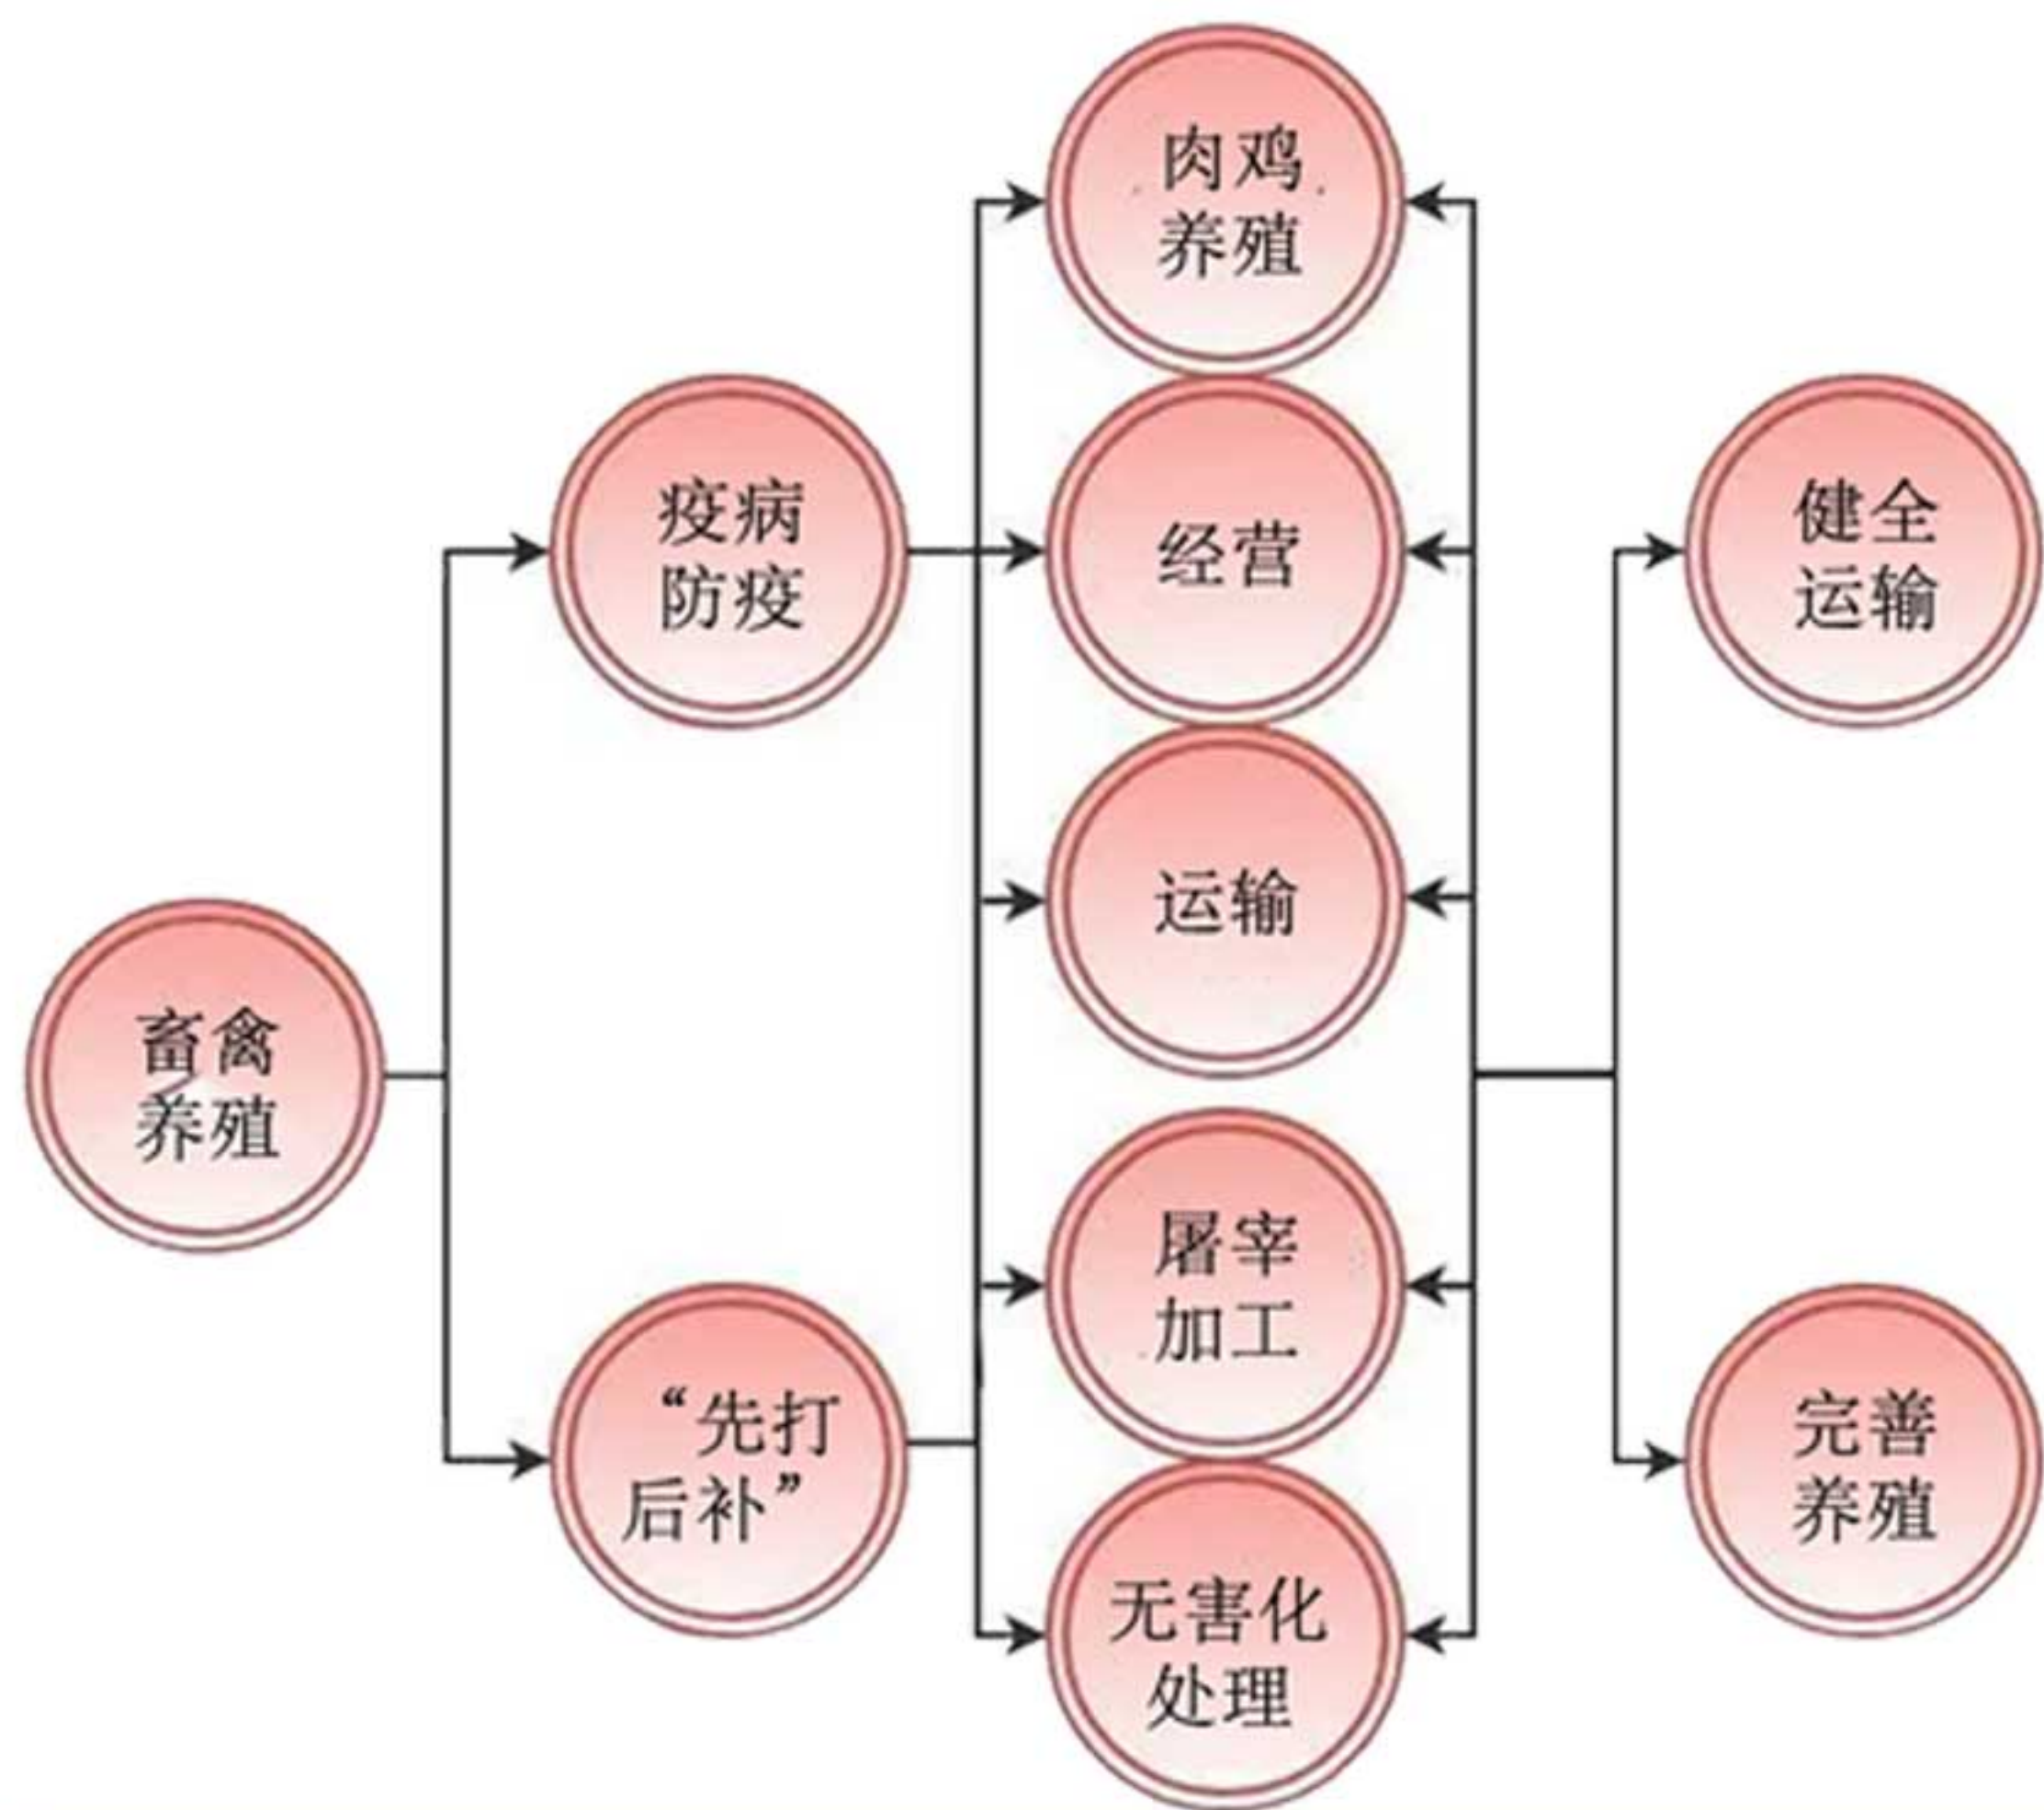 肉鸡
养殖
疫病
防疫
经营
健全
运输
运输
畜禽
养殖
屠宰
加工
“先打
后补”
完善
养殖
无害化
处理